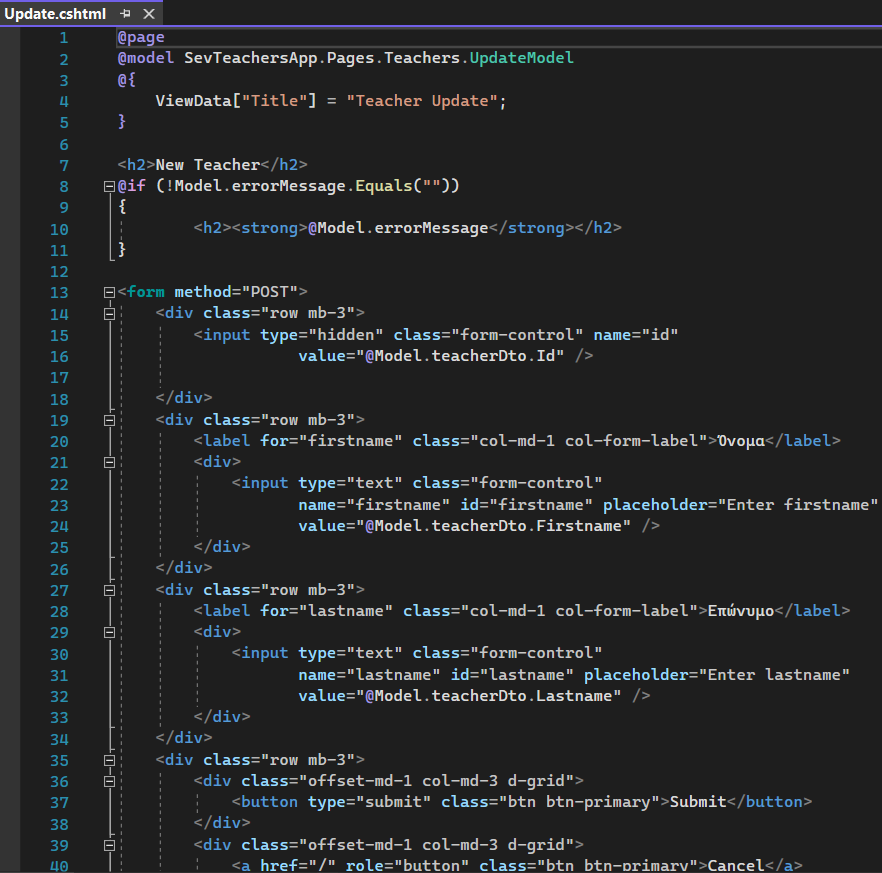 Update.cshtml
1 @page
2 @model SevTeachersApp.Pages.Teachers.UpdateModel
3 @{
4 ViewData["Title"] = "Teacher Update";
5 }
6
7 <h2>New Teacher</h2>
8 @if (!Model.errorMessage.Equals(""))
9 {
10 <h2><strong>@Model.errorMessage</strong></h2>
11 }
12
13 <form method="POST">
14 <div class="row mb-3">
15 <input type="hidden" class="form-control" name="id"
16 value="@Model.teacherDto.Id" />
17
18 </div>
19 <div class="row mb-3">
20 <label for="firstname" class="col-md-1 col-form-label">Όνομα</label>
21 <div>
22 <input type="text" class="form-control"
23 name="firstname" id="firstname" placeholder="Enter firstname"
24 value="@Model.teacherDto.Firstname" />
25 </div>
26 </div>
27 <div class="row mb-3">
28 <label for="lastname" class="col-md-1 col-form-label">Επώνυμο</label>
29 <div>
30 <input type="text" class="form-control"
31 name="lastname" id="lastname" placeholder="Enter lastname"
32 value="@Model.teacherDto.Lastname" />
33 </div>
34 </div>
35 <div class="row mb-3">
36 <div class="offset-md-1 col-md-3 d-grid">
37 <button type="submit" class="btn btn-primary">Submit</button>
38 </div>
39 <div class="offset-md-1 col-md-3 d-grid">
40 <a href="/" role="button" class="btn btn-primary">Cancel</a>